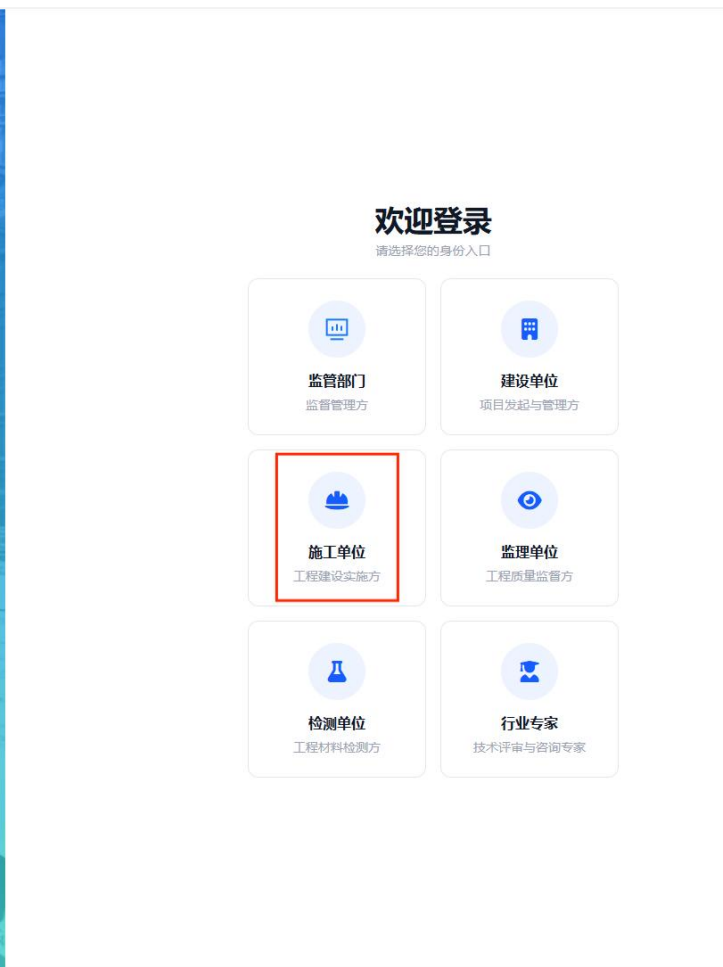 欢迎登录
请选择您的身份入口
监管部门
监督管理方
建设单位
项目发起与管理方
施工单位
工程建设实施方
监理单位
工程质量监督方
检测单位
工程材料检测方
行业专家
技术评审与咨询专家